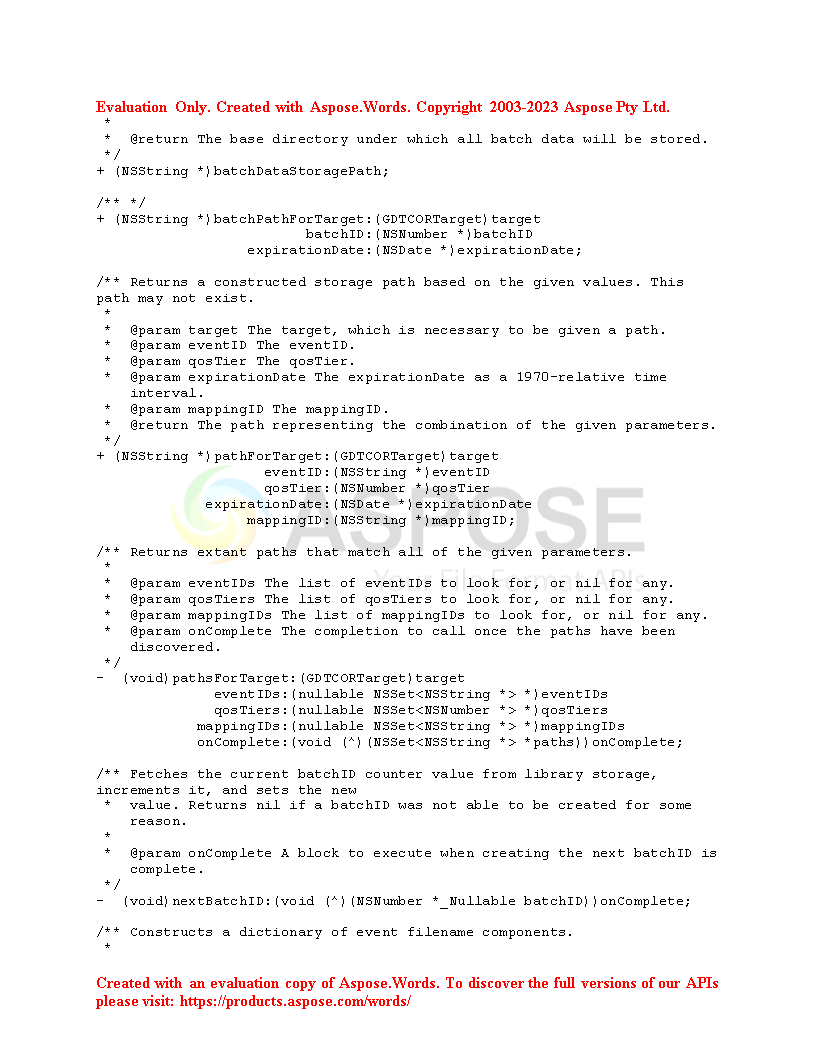 Evaluation Only. Created with Aspose.Words. Copyright 2003-2023 Aspose Pty Ltd.
 *
 *  @return The base directory under which all batch data will be stored.
 */
+ (NSString *)batchDataStoragePath;

/** */
+ (NSString *)batchPathForTarget:(GDTCORTarget)target
                         batchID:(NSNumber *)batchID
                  expirationDate:(NSDate *)expirationDate;

/** Returns a constructed storage path based on the given values. This
path may not exist.
 *
 *  @param target The target, which is necessary to be given a path.
 *  @param eventID The eventID.
 *  @param qosTier The qosTier.
 *  @param expirationDate The expirationDate as a 1970-relative time
    interval.
 *  @param mappingID The mappingID.
 *  @return The path representing the combination of the given parameters.
 */
+ (NSString *)pathForTarget:(GDTCORTarget)target
                    eventID:(NSString *)eventID
                    qosTier:(NSNumber *)qosTier
             expirationDate:(NSDate *)expirationDate
                  mappingID:(NSString *)mappingID;
ASPOSE
Your File Format APIs

/** Returns extant paths that match all of the given parameters.
 *
 *  @param eventIDs The list of eventIDs to look for, or nil for any.
 *  @param qosTiers The list of qosTiers to look for, or nil for any.
 *  @param mappingIDs The list of mappingIDs to look for, or nil for any.
 *  @param onComplete The completion to call once the paths have been
    discovered.
 */
-  (void)pathsForTarget:(GDTCORTarget)target
              eventIDs:(nullable NSSet<NSString *> *)eventIDs
              qosTiers:(nullable NSSet<NSNumber *> *)qosTiers
            mappingIDs:(nullable NSSet<NSString *> *)mappingIDs
            onComplete:(void (^)(NSSet<NSString *> *paths))onComplete;

/** Fetches the current batchID counter value from library storage,
increments it, and sets the new
 *  value. Returns nil if a batchID was not able to be created for some
    reason.
 *
 *  @param onComplete A block to execute when creating the next batchID is
    complete.
 */
-  (void)nextBatchID:(void (^)(NSNumber *_Nullable batchID))onComplete;

/** Constructs a dictionary of event filename components.
 *
Created with an evaluation copy of Aspose.Words. To discover the full versions of our APIs
please visit: https://products.aspose.com/words/